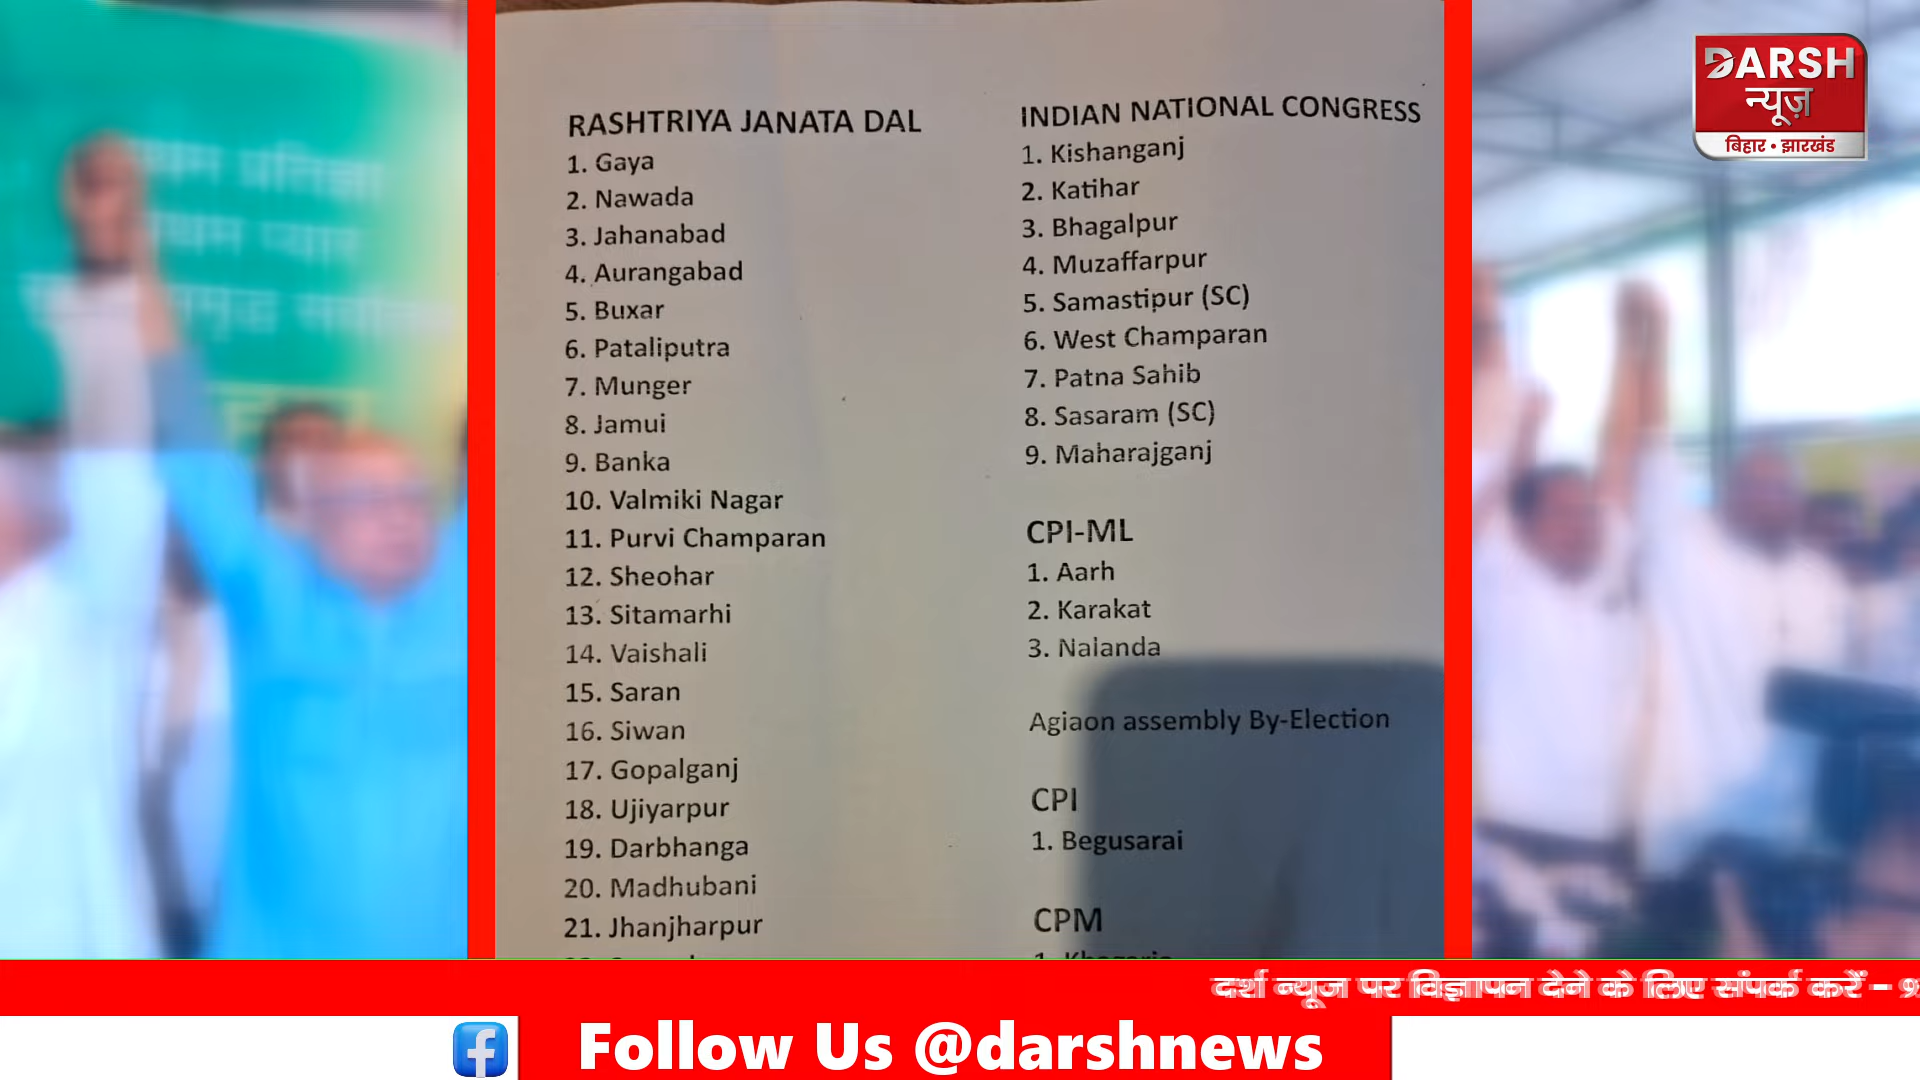 RASHTRIYA JANATA DAL
1. Gaya
2. Nawada
3. Jahanabad
4. Aurangabad
5. Buxar
6. Pataliputra
7. Munger
8. Jamui
9. Banka
10. Valmiki Nagar
11. Purvi Champaran
12. Sheohar
13. Sitamarhi
14. Vaishali
15. Saran
16. Siwan
17. Gopalganj
18. Ujiyarpur
19. Darbhanga
20. Madhubani
21. Jhanjharpur
INDIAN NATIONAL CONGRESS
1. Kishanganj
2. Katihar
3. Bhagalpur
4. Muzaffarpur
5. Samastipur (SC)
6. West Champaran
7. Patna Sahib
8. Sasaram (SC)
9. Maharajganj
CPI-ML
1. Aarh
2. Karakat
3. Nalanda
Agiaon assembly By-Election
CPI
1. Begusarai
CPM
DARSH
न्यूज़
बिहार • झारखंड
दर्श न्यूज पर विज्ञापन देने के लिए संपर्क करें –
Follow Us @darshnews